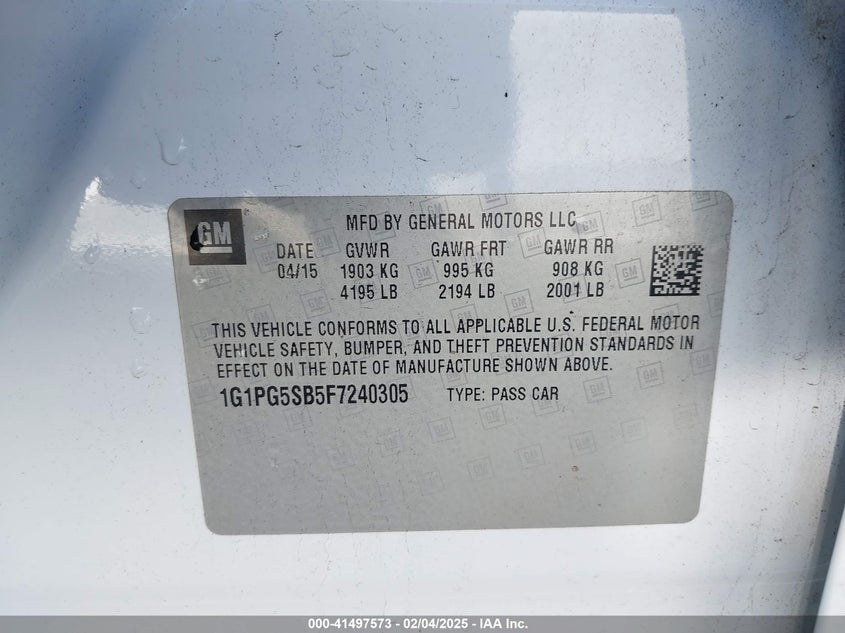 GM
MFD BY GENERAL MOTORS LLC
DATE GVWR GAWR FRT GAWR RR
04/15 1903 KG 995 KG 908 KG
4195 LB 2194 LB 2001 LB
THIS VEHICLE CONFORMS TO ALL APPLICABLE U.S. FEDERAL MOTOR
VEHICLE SAFETY, BUMPER, AND THEFT PREVENTION STANDARDS IN
EFFECT ON THE DATE OF MANUFACTURE SHOWN ABOVE.
1G1PG5SB5F7240305 TYPE: PASS CAR
000-41497573 - 02/04/2025 - IAA Inc.